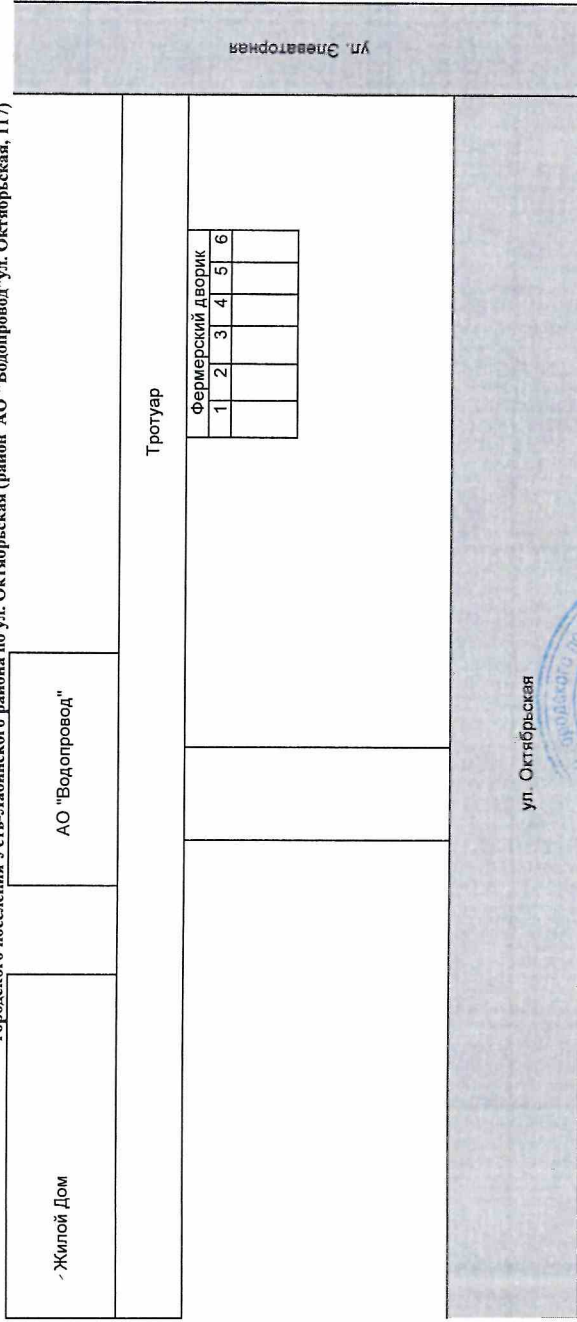 городского поселения Усть-Лабинского района по ул. Октябрьская (район АО "Водопровод" ул. Октябрьская, 117)
Жилой Дом
АО "Водопровод"
ул. Элеваторная
Тротуар
Фермерский дворик
1 2 3 4 5 6
ул. Октябрьская
городского